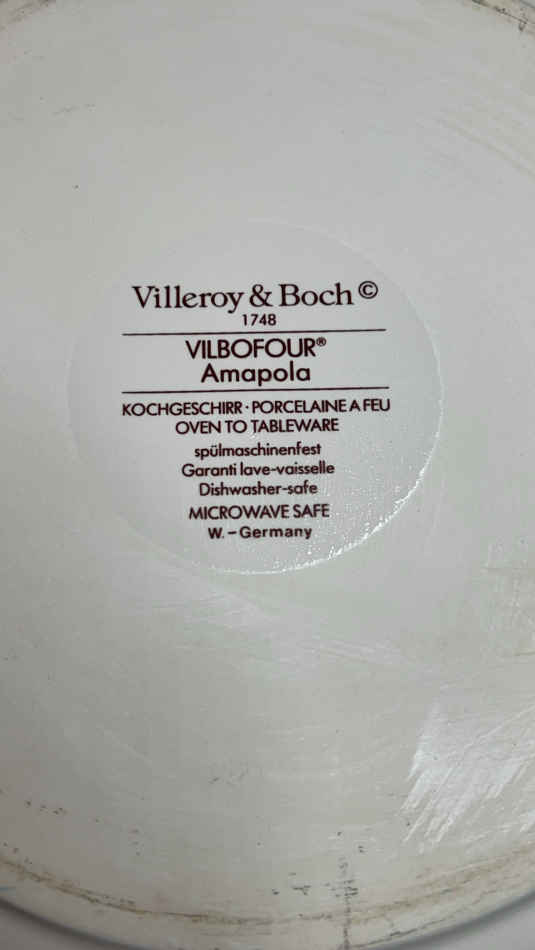 Villeroy & Boch©
1748
VILBOFOUR®
Amapola
KOCHGESCHIRR · PORCELAINE A FEU
OVEN TO TABLEWARE
spülmaschinenfest
Garanti lave-vaisselle
Dishwasher-safe
MICROWAVE SAFE
W.-Germany